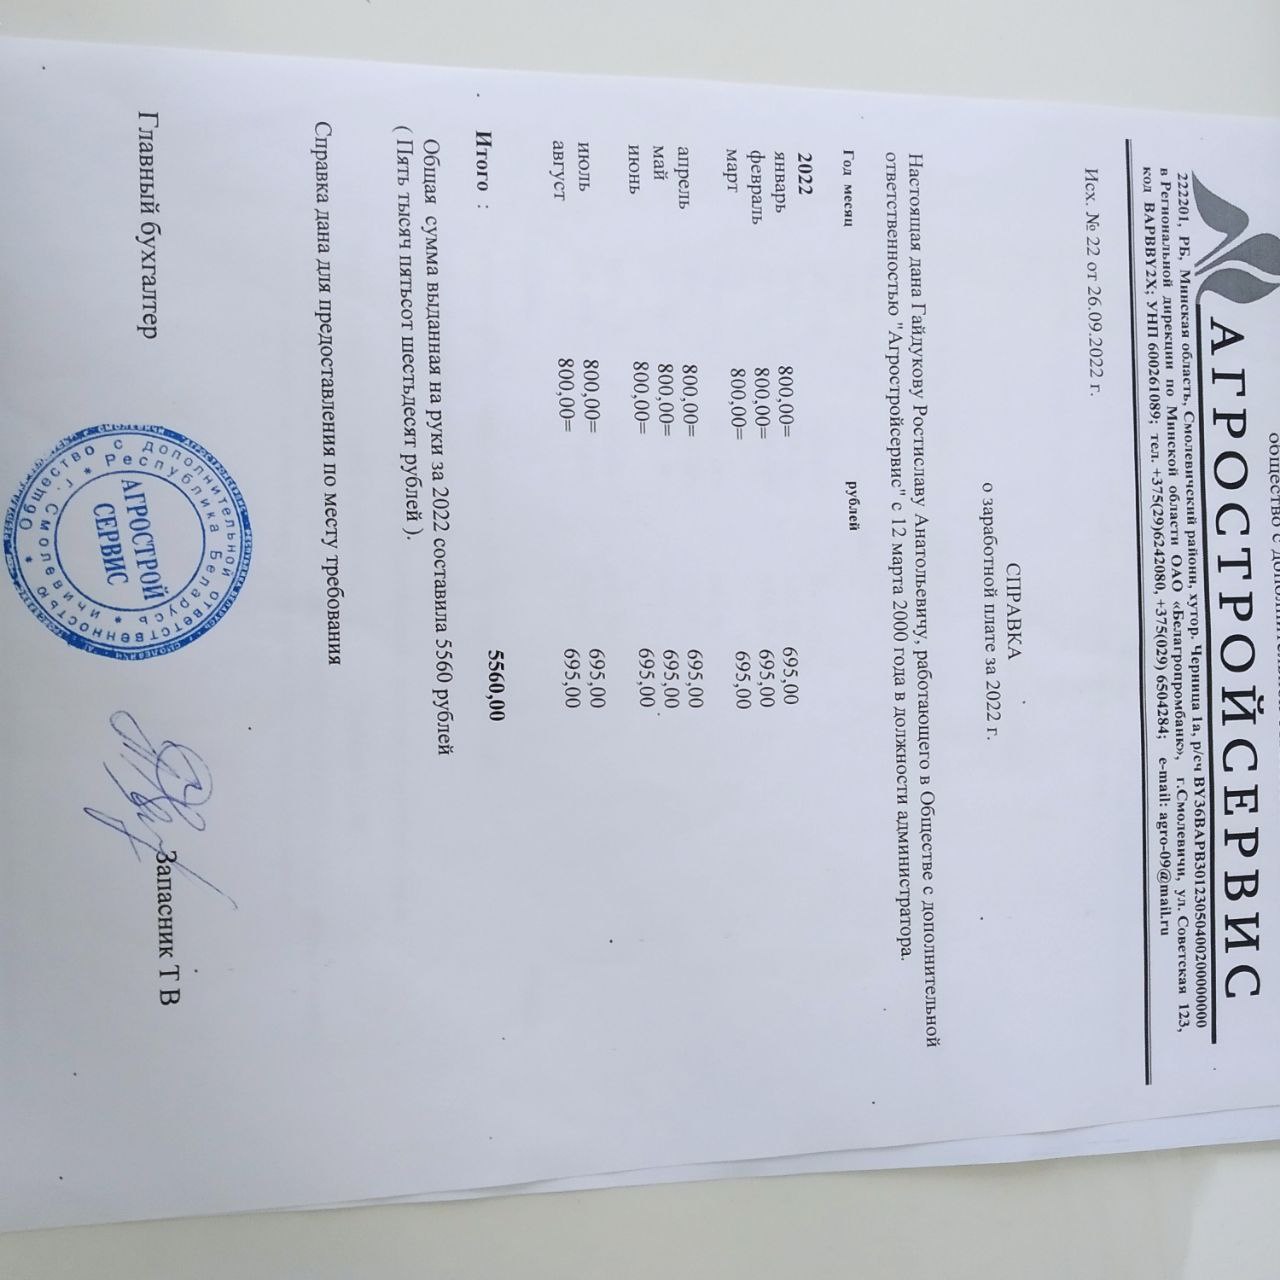 АГРОСТРОЙСЕРВИС
222201, РБ, Минская область, Смолевичский районн, хутор. Черница 1а, р/сч BY36BAPB30123050400200000000
в Региональной дирекции по Минской области ОАО «Белагропромбанк», г.Смолевичи, ул. Советская 123,
код BAPBBY2X; УНП 600261089; тел. +375(29)6242080, +375(029) 6504284; e-mail: agro-09@mail.ru
Исх. № 22 от 26.09.2022 г.
СПРАВКА
о заработной плате за 2022 г.
Настоящая дана Гайдукову Ростиславу Анатольевичу, работающего в Обществе с дополнительной
ответственностью "Агростройсервис" с 12 марта 2000 года в должности администратора.
Год месяц рублей
2022
январь 800,00= 695,00
февраль 800,00= 695,00
март 800,00= 695,00
апрель 800,00= 695,00
май 800,00= 695,00
июнь 800,00= 695,00
июль 800,00= 695,00
август 800,00= 695,00
Итого : 5560,00
Общая сумма выданная на руки за 2022 составила 5560 рублей
( Пять тысяч пятьсот шестьдесят рублей ).
Справка дана для предоставления по месту требования
Главный бухгалтер Запасник Т В
Общество с дополнительной ответственностью
Республика Беларусь * г. Смолевичи *
АГРОСТРОЙ
СЕРВИС